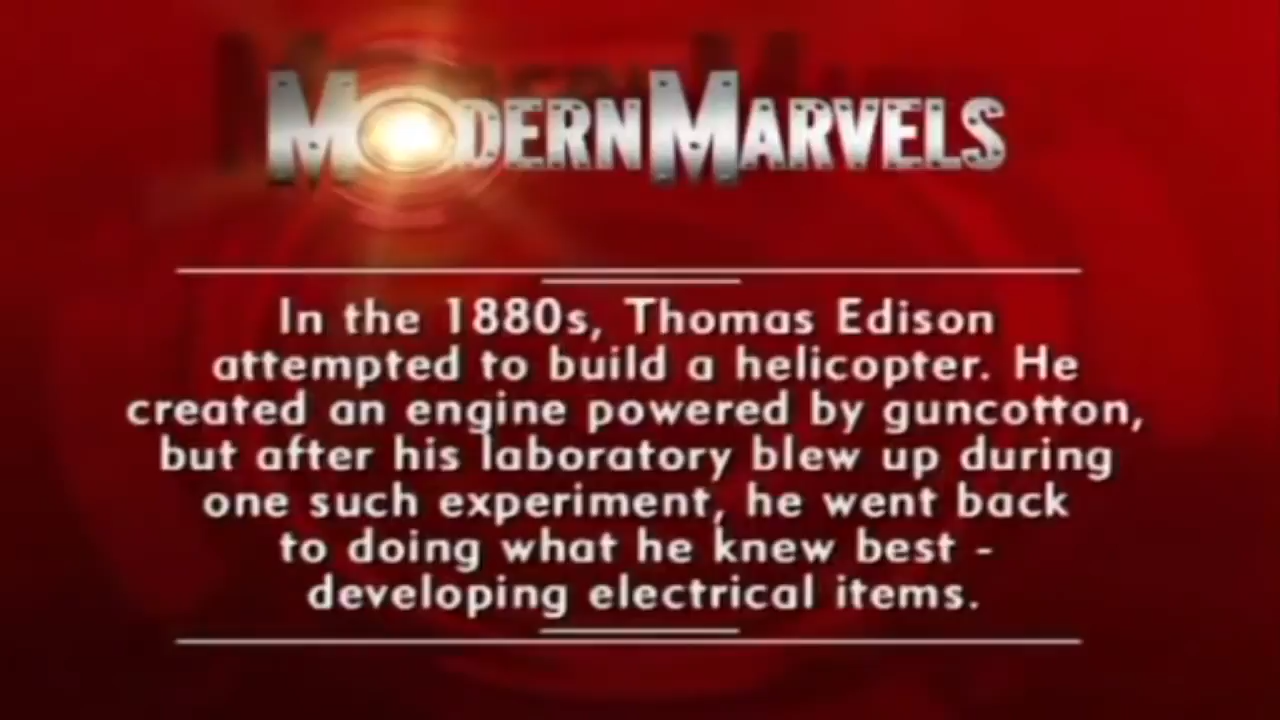 MODERN MARVELS
In the 1880s, Thomas Edison
attempted to build a helicopter. He
created an engine powered by guncotton,
but after his laboratory blew up during
one such experiment, he went back
to doing what he knew best -
developing electrical items.